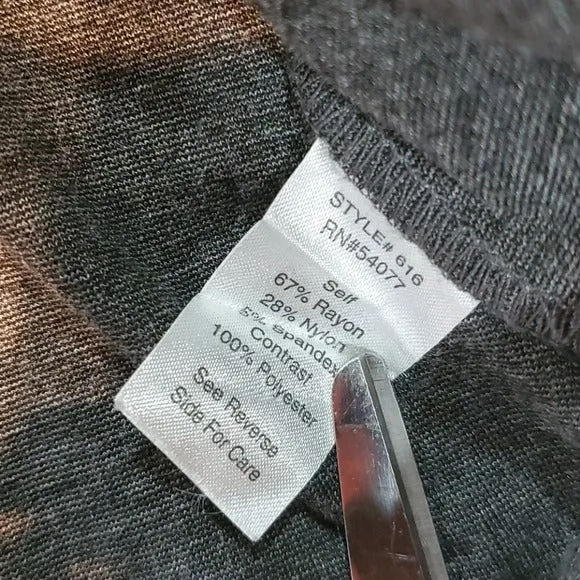 STYLE# 616
RN#54077
Self
67% Rayon
28% Nylon
5% Spandex
Contrast
100% Polyester
See Reverse
Side For Care